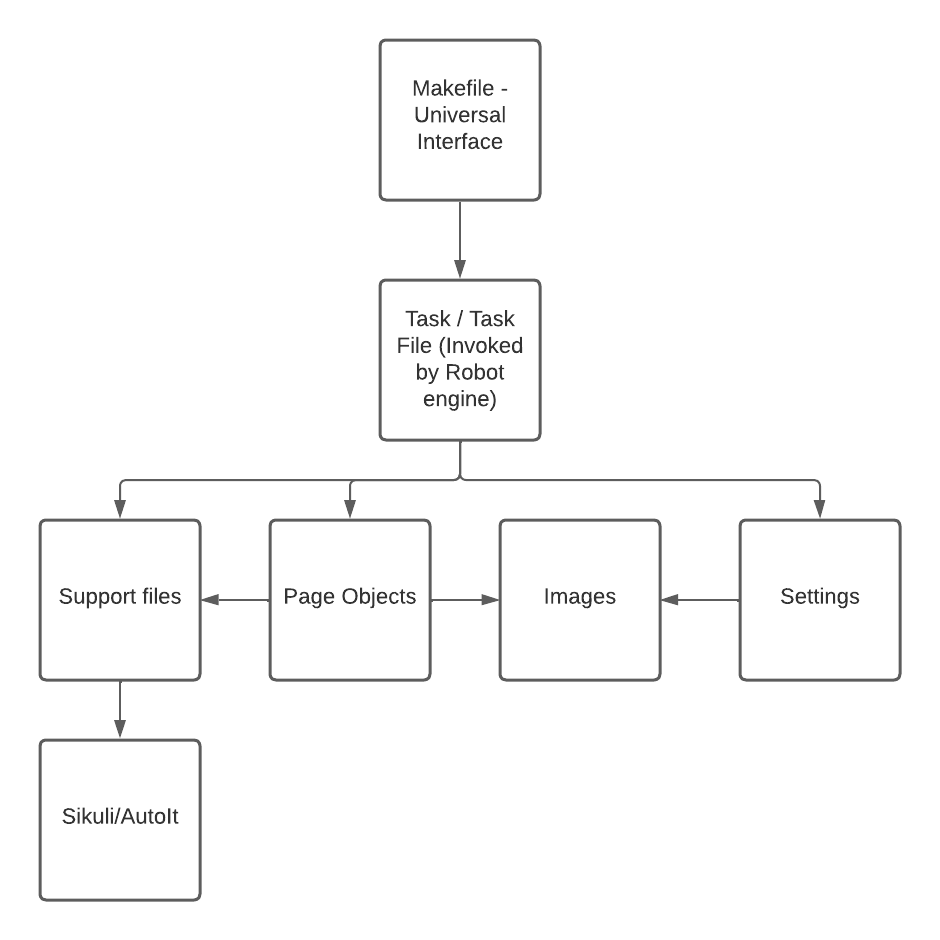 Makefile -
Universal
Interface
Task / Task
File (Invoked
by Robot
engine)
Support files
Page Objects
Images
Settings
Sikuli/AutoIt